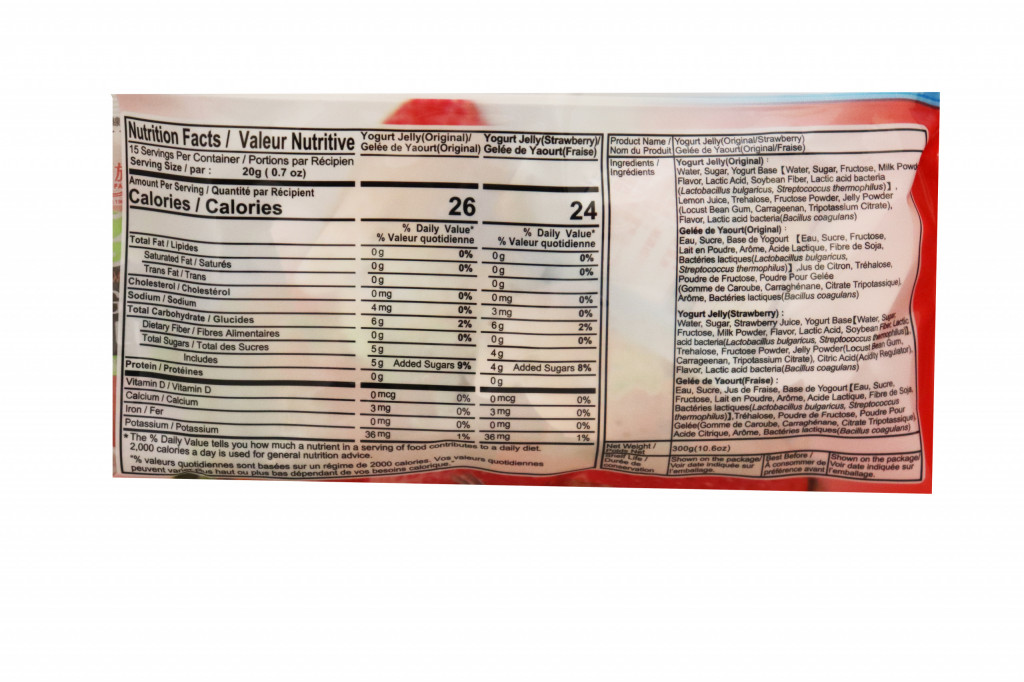 Nutrition Facts / Valeur Nutritive
15 Servings Per Container / Portions par Récipien
Serving Size / par : 20g ( 0.7 oz)
Yogurt Jelly(Original)/ Yogurt Jelly(Strawberry)/
Gelée de Yaourt(Original) Gelée de Yaourt(Fraise)
Amount Per Serving / Quantité par Récipient
Calories / Calories 26 24
% Daily Value* % Daily Value*
% Valeur quotidienne % Valeur quotidienne
Total Fat / Lipides 0g 0% 0g 0%
Saturated Fat / Saturés 0g 0% 0g 0%
Trans Fat / Trans 0g 0g
Cholesterol / Cholestérol 0mg 0% 0mg 0%
Sodium / Sodium 4mg 0% 3mg 0%
Total Carbohydrate / Glucides 6g 2% 6g 2%
Dietary Fiber / Fibres Alimentaires 0g 0% 0g 0%
Total Sugars / Total des Sucres 5g 4g
Includes 5g Added Sugars 9% 4g Added Sugars 8%
Protein / Protéines 0g 0g
Vitamin D / Vitamin D 0mcg 0% 0mcg 0%
Calcium / Calcium 3mg 0% 3mg 0%
Iron / Fer 0mg 0% 0mg 0%
Potassium / Potassium 36mg 1% 36mg 1%
* The % Daily Value tells you how much a nutrient in a serving of food contributes to a daily diet.
2,000 calories a day is used for general nutrition advice.
*% valeurs quotidiennes sont basées sur un régime de 2000 calories. Vos valeurs quotidiennes
peuvent varier plus haut ou plus bas dépendant de vos besoins calorique.
Product Name / Yogurt Jelly(Original/Strawberry)
Nom du Produit Gelée de Yaourt(Original/Fraise)
Ingredients /
Ingrédients
Yogurt Jelly(Original) :
Water, Sugar, Yogurt Base【Water, Sugar, Fructose, Milk Powd
Flavor, Lactic Acid, Soybean Fiber, Lactic acid bacteria
(Lactobacillus bulgaricus, Streptococcus thermophilus)】,
Lemon Juice, Trehalose, Fructose Powder, Jelly Powder
(Locust Bean Gum, Carrageenan, Tripotassium Citrate),
Flavor, Lactic acid bacteria(Bacillus coagulans)
Gelée de Yaourt(Original) :
Eau, Sucre, Base de Yogourt 【Eau, Sucre, Fructose,
Lait en Poudre, Arôme, Acide Lactique, Fibre de Soja,
Bactéries lactiques(Lactobacillus bulgaricus,
Streptococcus thermophilus)】,Jus de Citron, Tréhalose,
Poudre de Fructose, Poudre Pour Gelée
(Gomme de Caroube, Carraghénane, Citrate Tripotassique),
Arôme, Bactéries lactiques(Bacillus coagulans)
Yogurt Jelly(Strawberry) :
Water, Sugar, Strawberry Juice, Yogurt Base【Water, Sugar,
Fructose, Milk Powder, Flavor, Lactic Acid, Soybean Fiber, Lactic
acid bacteria(Lactobacillus bulgaricus, Streptococcus thermophilus)】,
Trehalose, Fructose Powder, Jelly Powder(Locust Bean Gum,
Carrageenan, Tripotassium Citrate), Citric Acid(Acidity Regulator),
Flavor, Lactic acid bacteria(Bacillus coagulans)
Gelée de Yaourt(Fraise) :
Eau, Sucre, Jus de Fraise, Base de Yogourt【Eau, Sucre,
Fructose, Lait en Poudre, Arôme, Acide Lactique, Fibre de Soja,
Bactéries lactiques(Lactobacillus bulgaricus, Streptococcus
thermophilus)】,Tréhalose, Poudre de Fructose, Poudre Pour
Gelée(Gomme de Caroube, Carraghénane, Citrate Tripotassique),
Acide Citrique, Arôme, Bactéries lactiques(Bacillus coagulans)
Net Weight / 300g(10.6oz)
Shelf Life /
Durée de
conservation
Shown on the package/
Voir date indiquée sur
l'emballage.
Best Before /
À consommer de
préférence avant
Shown on the package/
Voir date indiquée sur
l'emballage.